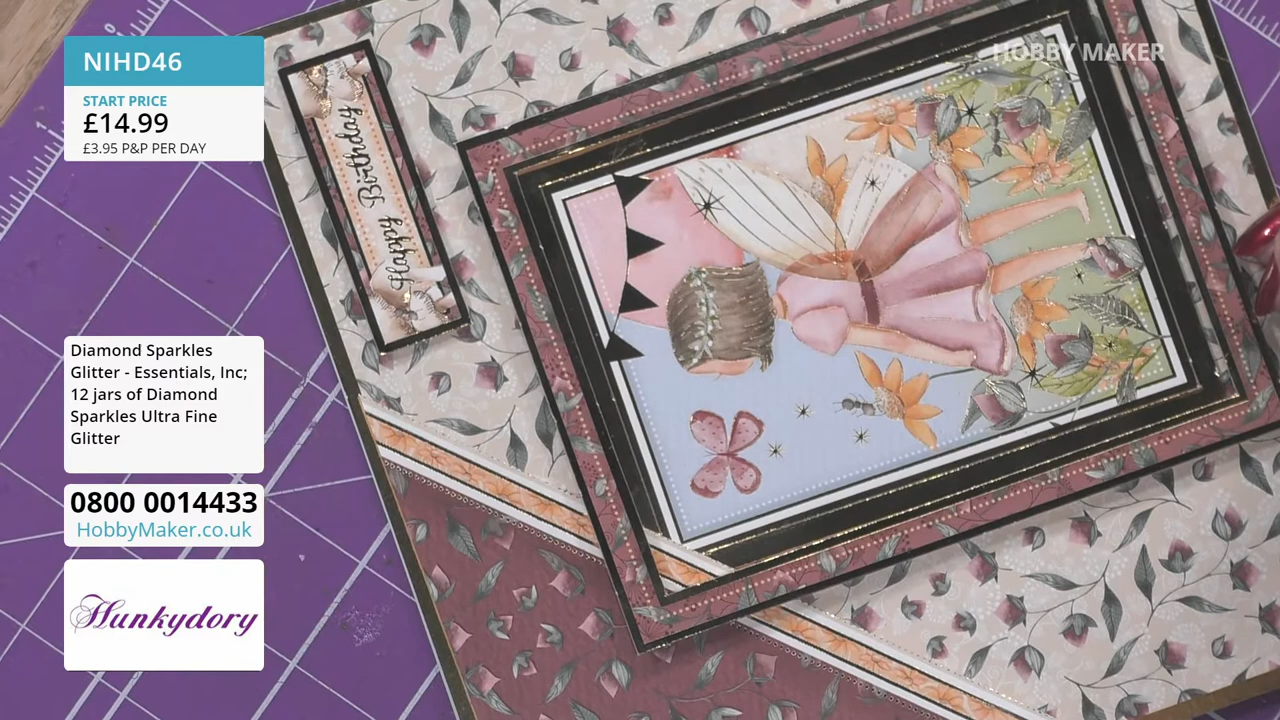 NIHD46
START PRICE
£14.99
£3.95 P&P PER DAY
HOBBY MAKER
Happy Birthday
Diamond Sparkles
Glitter - Essentials, Inc;
12 jars of Diamond
Sparkles Ultra Fine
Glitter
0800 0014433
HobbyMaker.co.uk
Hunkydory